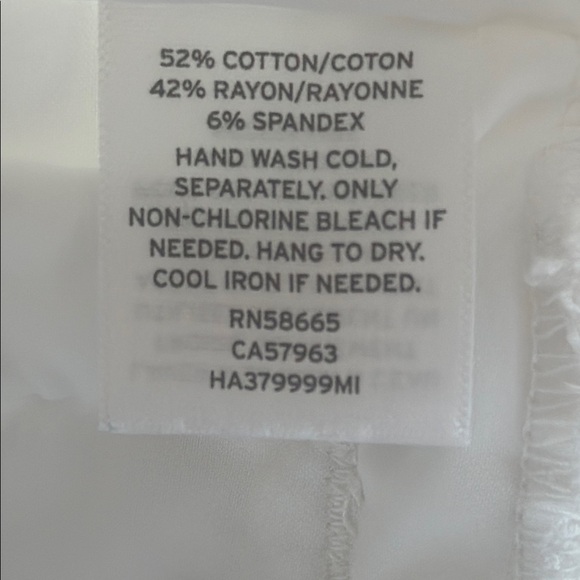 52% COTTON/COTON
42% RAYON/RAYONNE
6% SPANDEX
HAND WASH COLD,
SEPARATELY. ONLY
NON-CHLORINE BLEACH IF
NEEDED. HANG TO DRY.
COOL IRON IF NEEDED.
RN58665
CA57963
HA379999MI